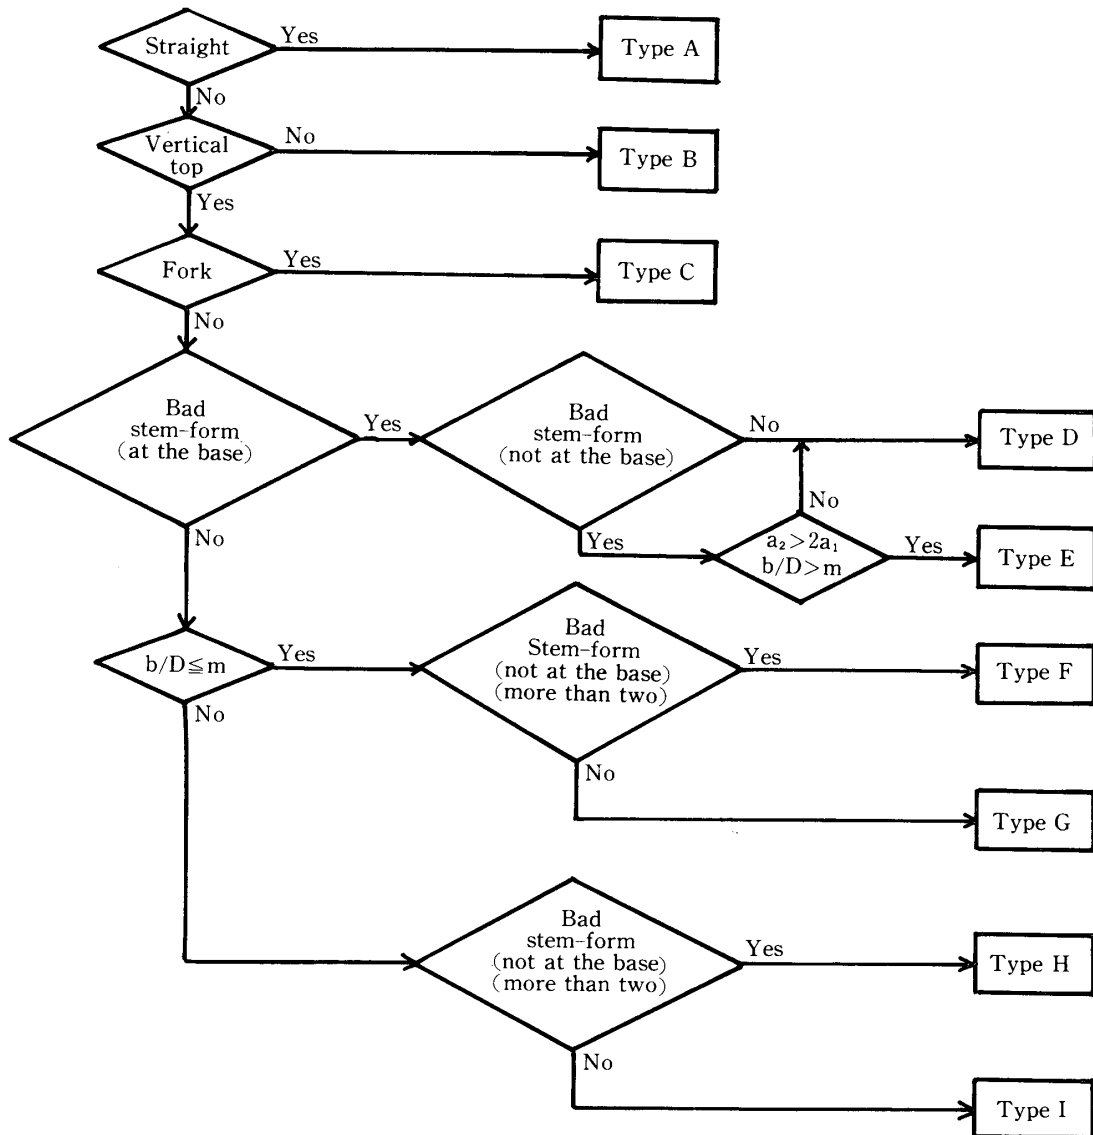 Straight
Yes
Type A
No
Vertical
top
No
Type B
Yes
Fork
Yes
Type C
No
Bad
stem-form
(at the base)
Yes
Bad
stem-form
(not at the base)
No
Type D
No
Yes
a₂>2a₁
b/D>m
Yes
Type E
No
b/D≦m
Yes
Bad
Stem-form
(not at the base)
(more than two)
Yes
Type F
No
No
Type G
Bad
stem-form
(not at the base)
(more than two)
Yes
Type H
No
Type I